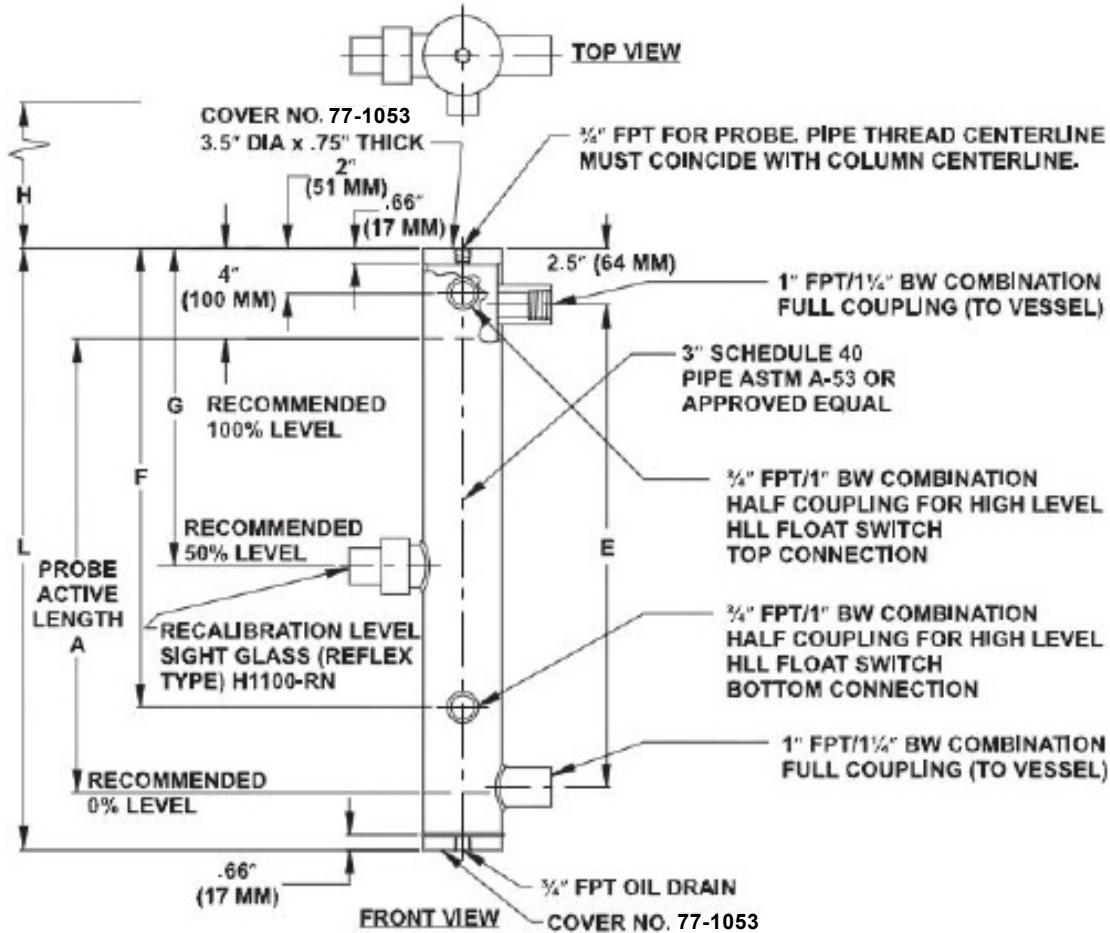 TOP VIEW
COVER NO. 77-1053
3.5" DIA x .75" THICK
2"
(51 MM)
.66"
(17 MM)
¾" FPT FOR PROBE. PIPE THREAD CENTERLINE
MUST COINCIDE WITH COLUMN CENTERLINE.
H
4"
(100 MM)
2.5" (64 MM)
1" FPT/1¼" BW COMBINATION
FULL COUPLING (TO VESSEL)
3" SCHEDULE 40
PIPE ASTM A-53 OR
APPROVED EQUAL
G
RECOMMENDED
100% LEVEL
F
¾" FPT/1" BW COMBINATION
HALF COUPLING FOR HIGH LEVEL
HLL FLOAT SWITCH
TOP CONNECTION
RECOMMENDED
50% LEVEL
L
E
PROBE
ACTIVE
LENGTH
A
RECALIBRATION LEVEL
SIGHT GLASS (REFLEX
TYPE) H1100-RN
¾" FPT/1" BW COMBINATION
HALF COUPLING FOR HIGH LEVEL
HLL FLOAT SWITCH
BOTTOM CONNECTION
1" FPT/1¼" BW COMBINATION
FULL COUPLING (TO VESSEL)
RECOMMENDED
0% LEVEL
.66"
(17 MM)
¾" FPT OIL DRAIN
FRONT VIEW
COVER NO. 77-1053